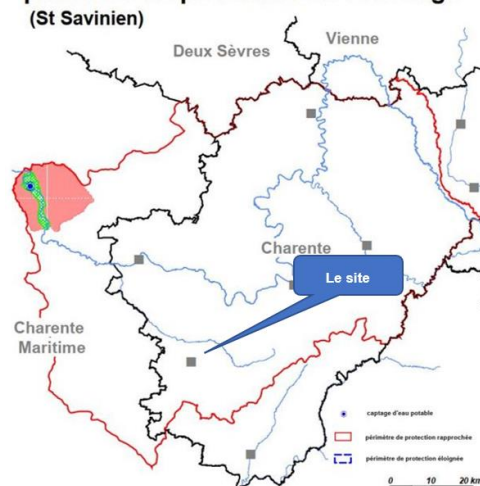 (St Savinien)
Deux Sèvres
Vienne
Charente
Le site
Charente
Maritime
captage d'eau potable
périmètre de protection rapprochée
périmètre de protection éloignée
0 10 20 km